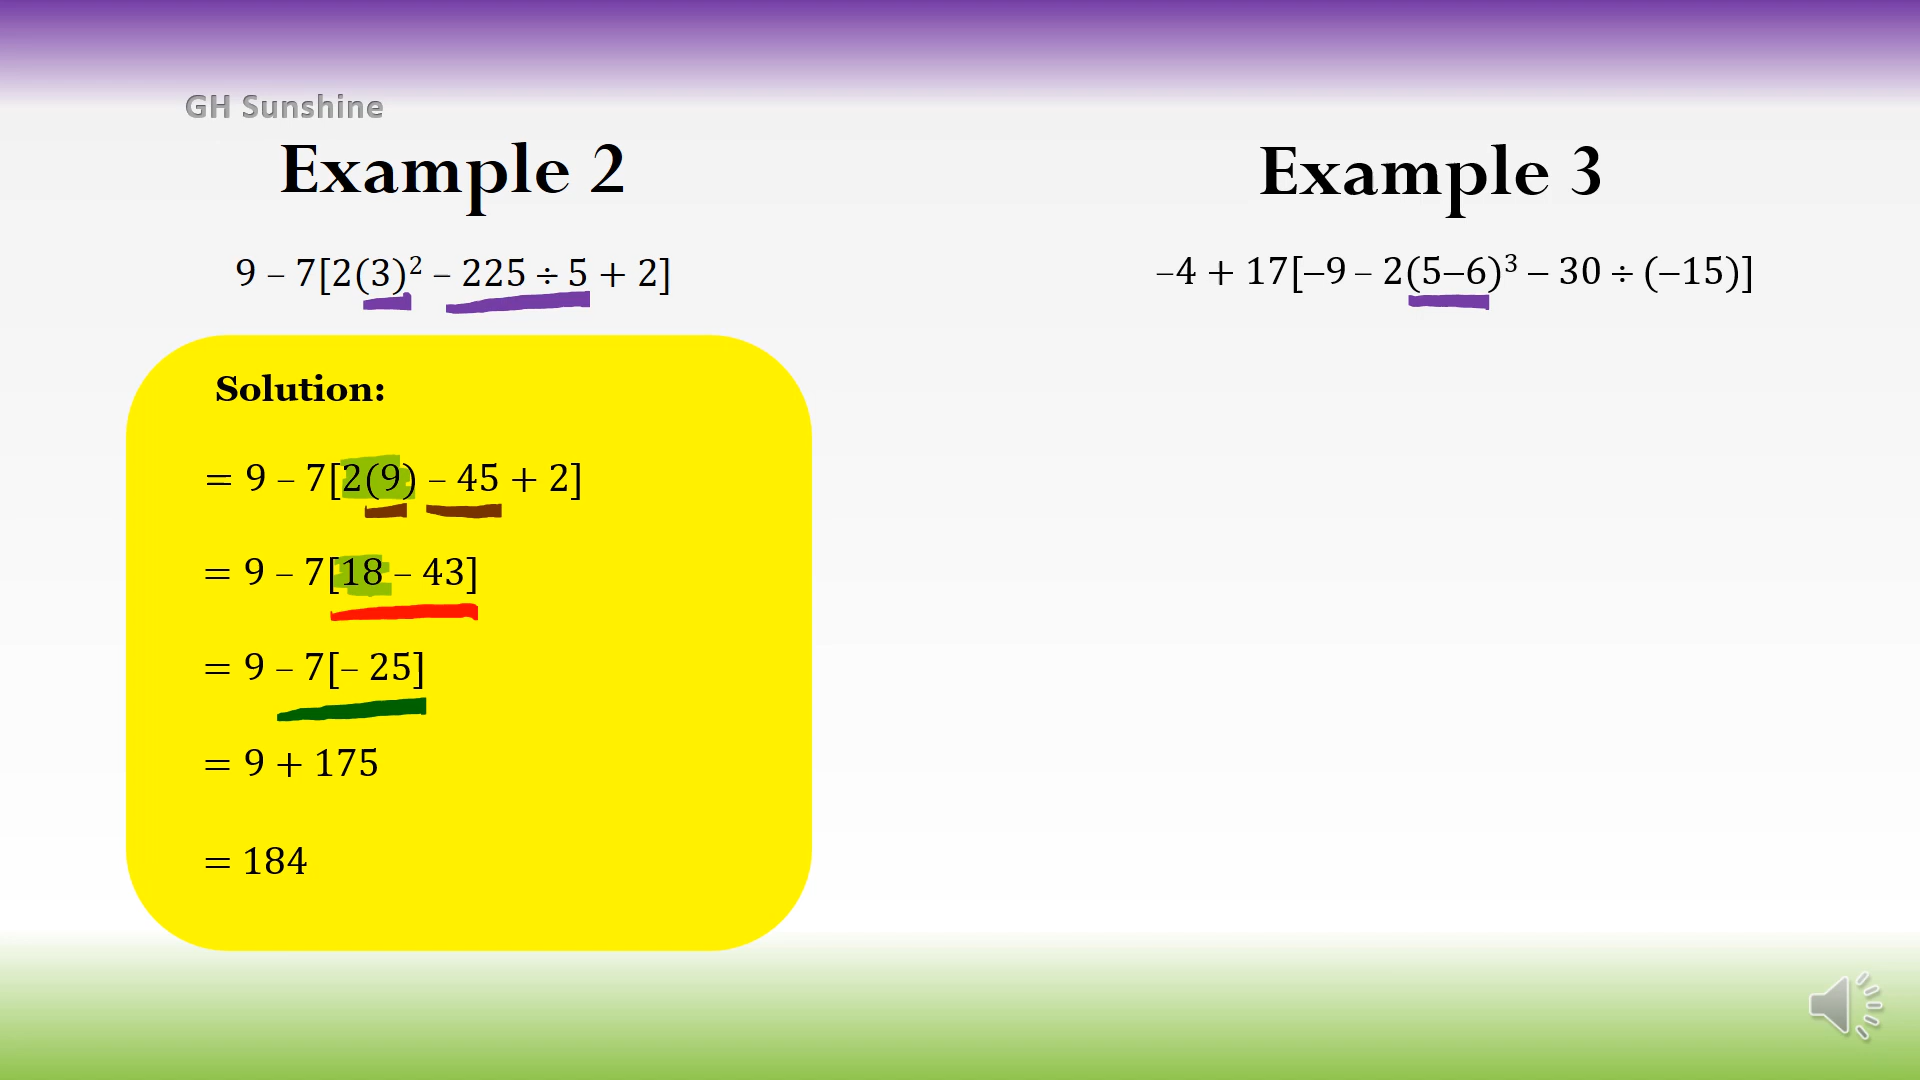 GH Sunshine
Example 2
9 – 7[2(3)² – 225 ÷ 5 + 2]
Solution:
= 9 – 7[2(9) – 45 + 2]
= 9 – 7[18 – 43]
= 9 – 7[– 25]
= 9 + 175
= 184
Example 3
–4 + 17[–9 – 2(5–6)³ – 30 ÷ (–15)]